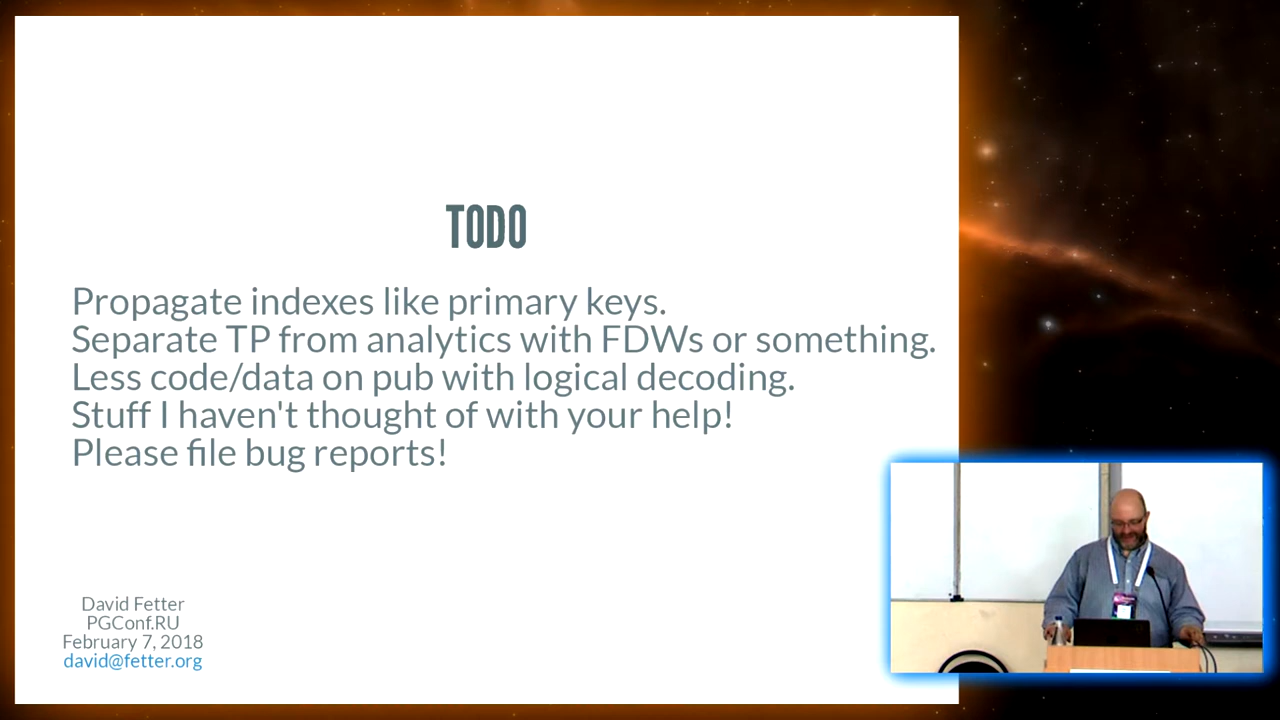 TODO
Propagate indexes like primary keys.
Separate TP from analytics with FDWs or something.
Less code/data on pub with logical decoding.
Stuff I haven't thought of with your help!
Please file bug reports!
David Fetter
PGConf.RU
February 7, 2018
david@fetter.org